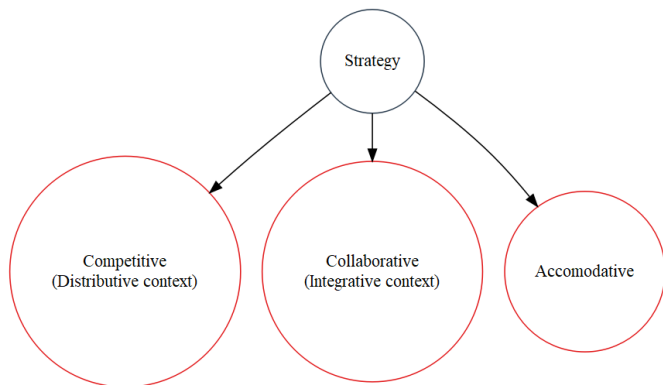 Strategy
Competitive
(Distributive context)
Collaborative
(Integrative context)
Accomodative